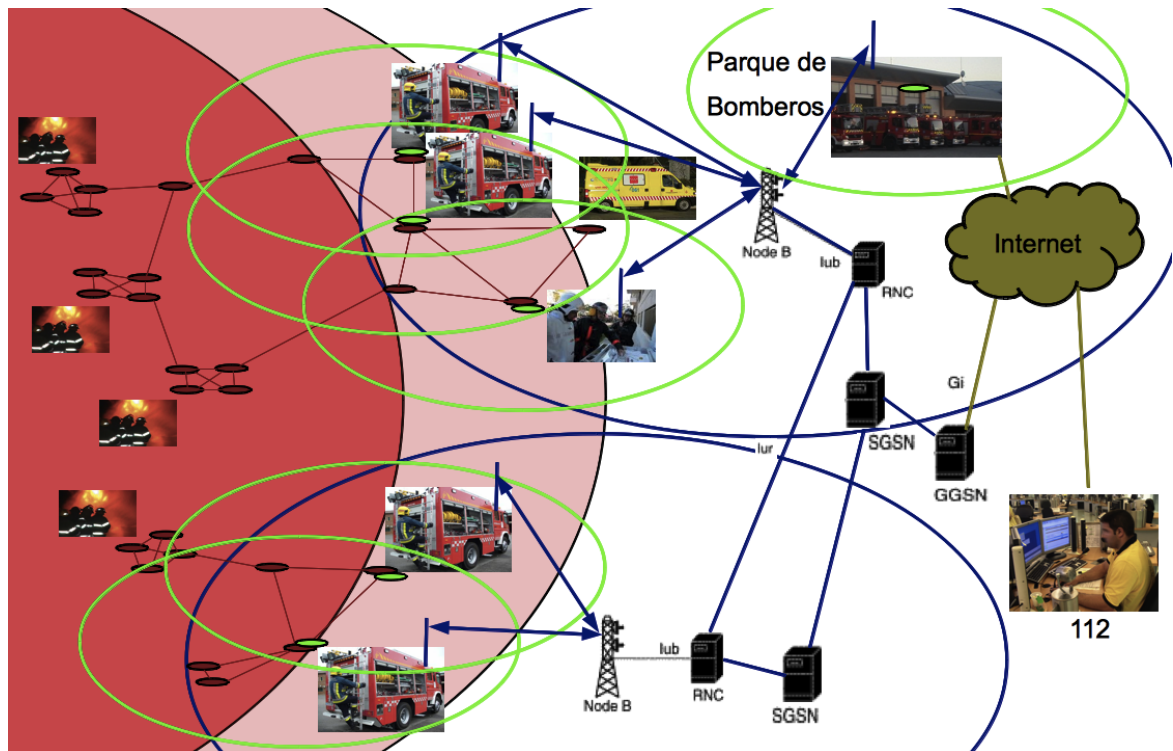 Parque de
Bomberos
Internet
Node B
Iub
RNC
Gi
SGSN
Iur
GGSN
112
Node B
Iub
RNC
SGSN